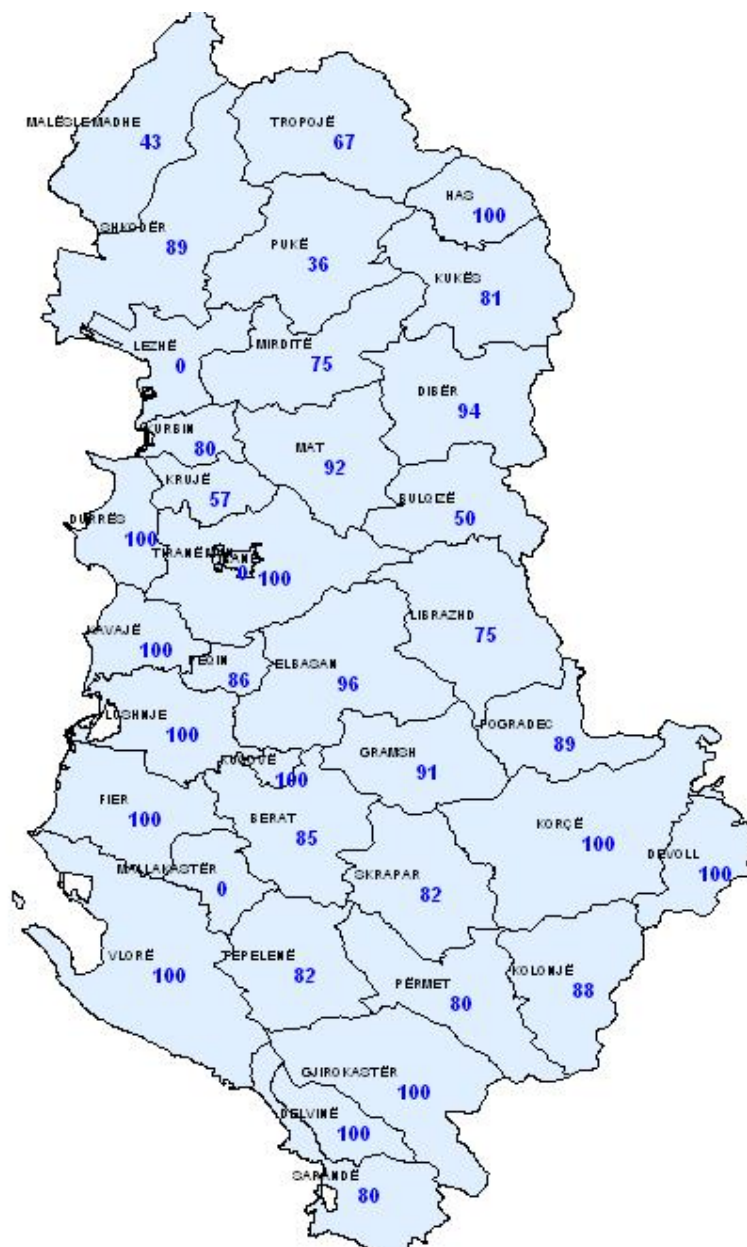 MALËSI E MADHE
43
TROPOJË
67
HAS
100
SHKODËR
89
PUKË
36
KUKËS
81
LEZHË
0
MIRDITË
75
DIBËR
94
KURBIN
80
MAT
92
KRUJË
57
BULQIZË
50
DURRËS
100
0
100
LIBRAZHD
75
KAVAJË
100
PEQIN
86
ELBASAN
96
LUSHNJE
100
POGRADEC
89
KUÇOVË
100
GRAMSH
91
FIER
100
BERAT
85
KORÇË
100
DEVOLL
100
MALLAKASTËR
0
SKRAPAR
82
VLORË
100
TEPELENË
82
PËRMET
80
KOLONJË
88
GJIROKASTËR
100
DELVINË
100
SARANDË
80